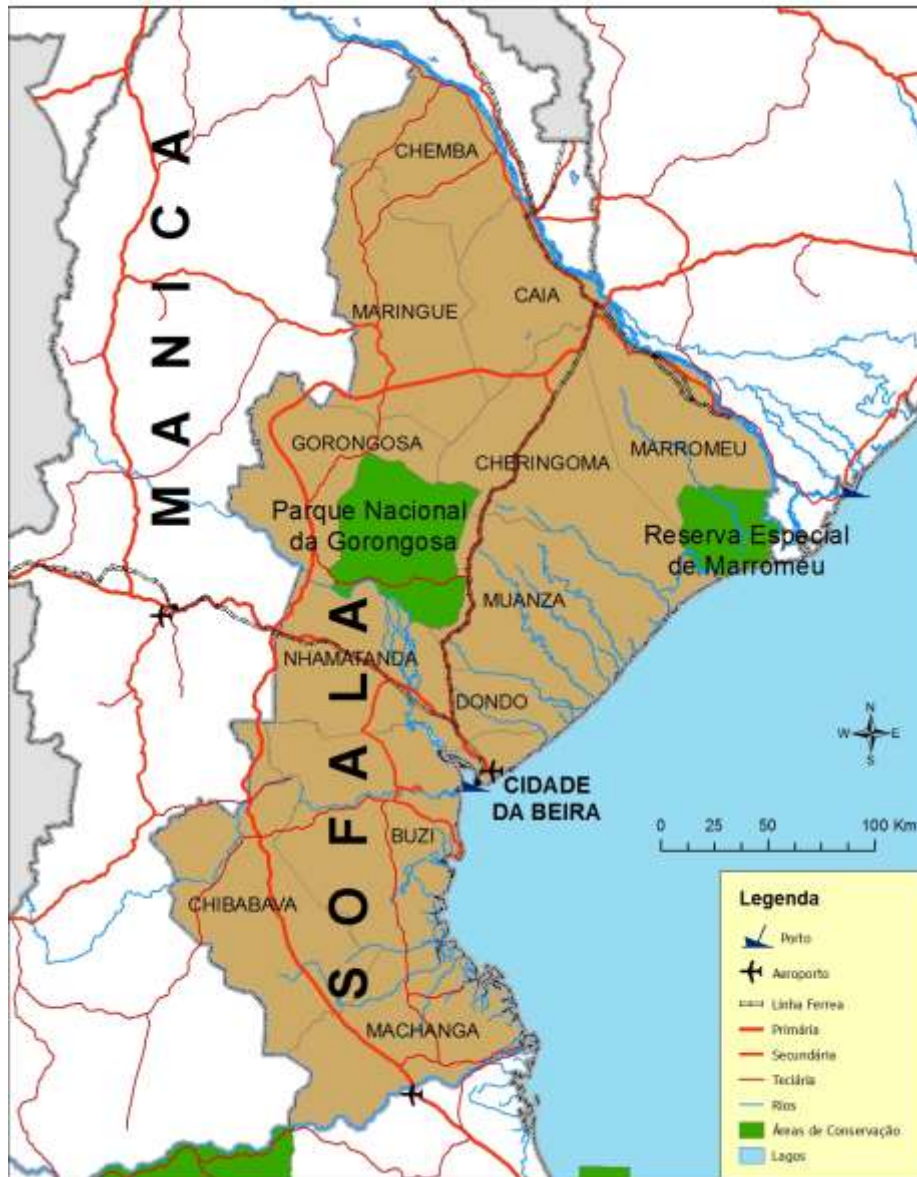 MANICA
CHEMBA
CAIA
MARINGUE
GORONGOSA
MARROMEU
CHERINGOMA
Parque Nacional
da Gorongosa
Reserva Especial
de Marromeu
MUANZA
SOFALA
NHAMATANDA
DONDO
N
W E
S
CIDADE
DA BEIRA
0 25 50 100 Km
BUZI
CHIBABAVA
MACHANGA
Legenda
Porto
Aeroporto
Linha Ferrea
Primária
Secundária
Teciária
Rios
Áreas de Conservação
Lagos